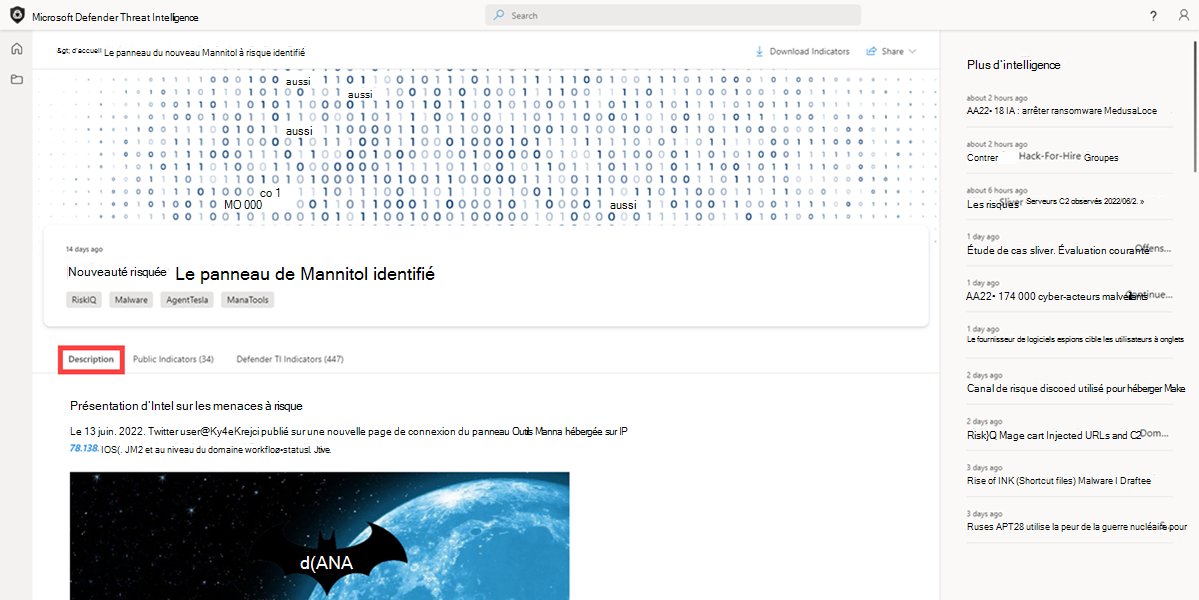 Microsoft Defender Threat Intelligence
Search
?
&gt; d'accueil Le panneau du nouveau Mannitol à risque identifié
Download Indicators
Share
aussi
aussi
aussi
co 1
MO 000
aussi
14 days ago
Nouveauté risquée Le panneau de Mannitol identifié
RiskIQ Malware AgentTesla ManaTools
Description Public Indicators (34) Defender TI Indicators (447)
Présentation d'Intel sur les menaces à risque
Le 13 juin. 2022. Twitter user@Ky4eKrejci publié sur une nouvelle page de connexion du panneau Outils Manna hébergée sur IP
78.138. IOS(. JM2 et au niveau du domaine workflow-statusl. Jtive.
d(ANA
Plus d'intelligence
about 2 hours ago
AA22• 18 IA : arrêter ransomware MedusaLoce
about 2 hours ago
Contrer Hack-For-Hire Groupes
about 6 hours ago
Les risques Sliver Serveurs C2 observés 2022/06/2. »
1 day ago
Étude de cas sliver. Évaluation courante Offens...
1 day ago
AA22• 174 000 cyber-acteurs malvéillants Continue...
1 day ago
Le fournisseur de logiciels espions cible les utilisateurs à onglets
2 days ago
Canal de risque discoed utilisé pour héberger Make
2 days ago
Risk)Q Mage cart Injected URLs and C2 Dom...
3 days ago
Rise of INK (Shortcut files) Malware I Draftee
3 days ago
Ruses APT28 utilise la peur de la guerre nucléaire pour